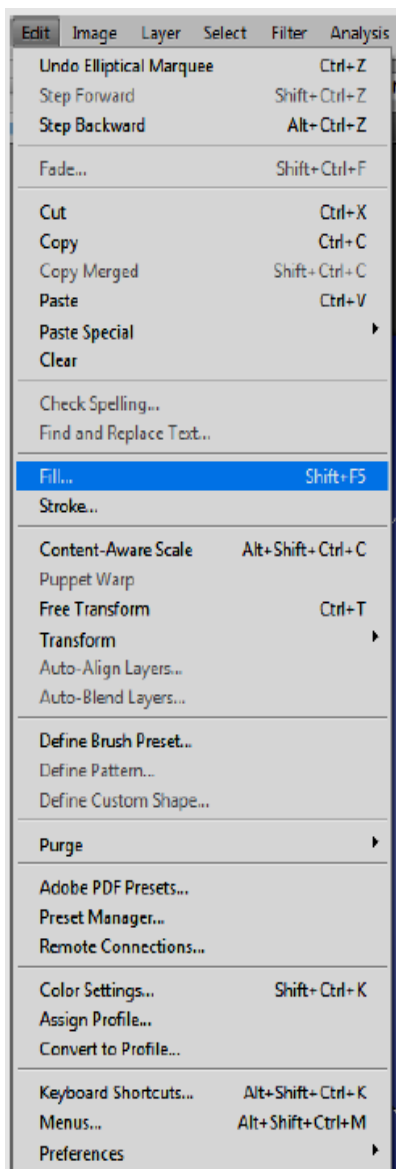 Edit Image Layer Select Filter Analysis
Undo Elliptical Marquee Ctrl+Z
Step Forward Shift+Ctrl+Z
Step Backward Alt+Ctrl+Z
Fade... Shift+Ctrl+F
Cut Ctrl+X
Copy Ctrl+C
Copy Merged Shift+Ctrl+C
Paste Ctrl+V
Paste Special
Clear
Check Spelling...
Find and Replace Text...
Fill... Shift+F5
Stroke...
Content-Aware Scale Alt+Shift+Ctrl+C
Puppet Warp
Free Transform Ctrl+T
Transform
Auto-Align Layers...
Auto-Blend Layers...
Define Brush Preset...
Define Pattern...
Define Custom Shape...
Purge
Adobe PDF Presets...
Preset Manager...
Remote Connections...
Color Settings... Shift+Ctrl+K
Assign Profile...
Convert to Profile...
Keyboard Shortcuts... Alt+Shift+Ctrl+K
Menus... Alt+Shift+Ctrl+M
Preferences